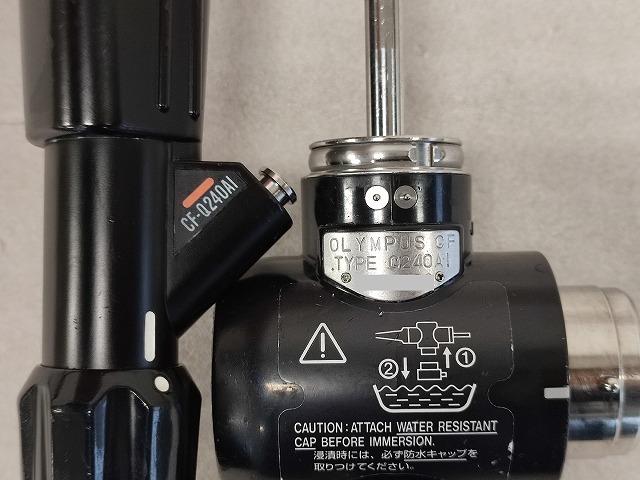 CF-Q240AI
OLYMPUS CF
TYPE Q240AI
①
②
CAUTION: ATTACH WATER RESISTANT
CAP BEFORE IMMERSION.
浸漬時には、必ず防水キャップを
取りつけてください。